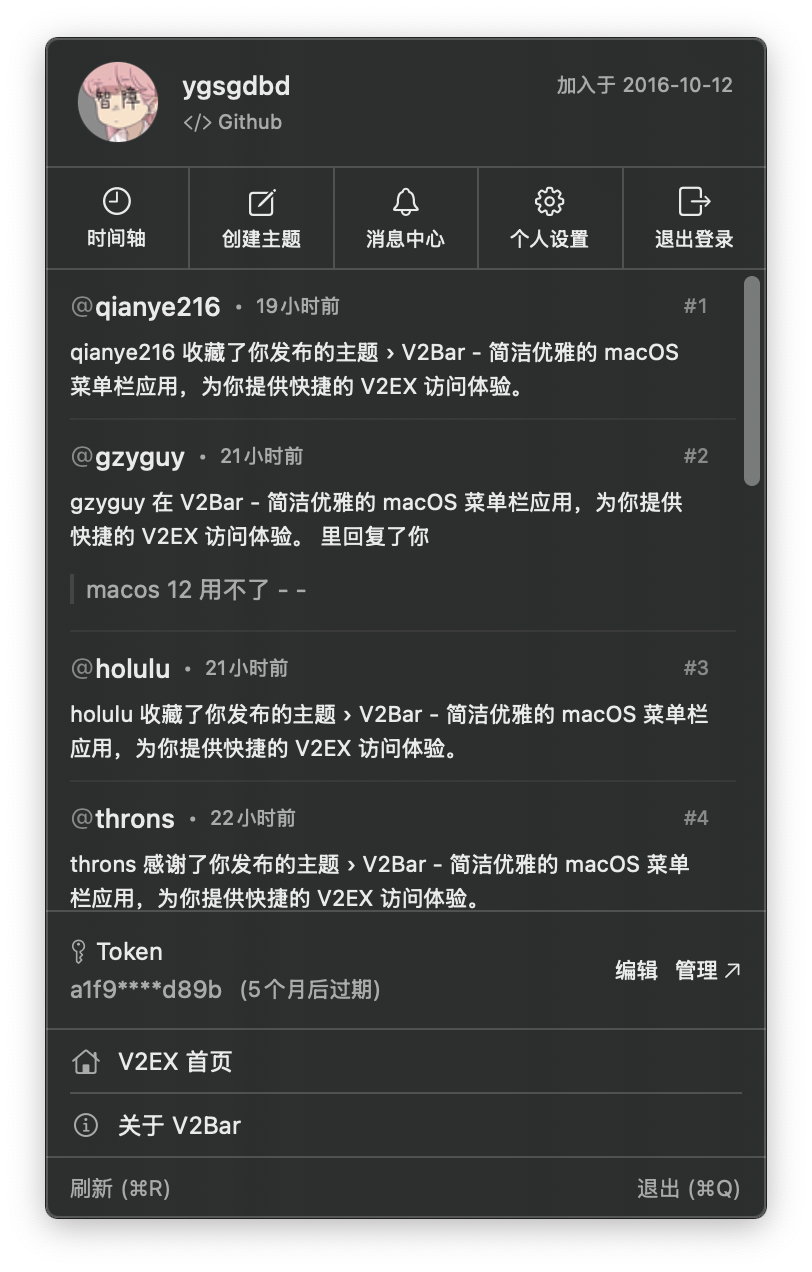 智障
ygsgdbd
加入于 2016-10-12
</> Github
时间轴
创建主题
消息中心
个人设置
退出登录
@qianye216 • 19小时前 #1
qianye216 收藏了你发布的主题 › V2Bar - 简洁优雅的 macOS
菜单栏应用，为你提供快捷的 V2EX 访问体验。
@gzyguy • 21小时前 #2
gzyguy 在 V2Bar - 简洁优雅的 macOS 菜单栏应用，为你提供
快捷的 V2EX 访问体验。 里回复了你
macos 12 用不了 - -
@holulu • 21小时前 #3
holulu 收藏了你发布的主题 › V2Bar - 简洁优雅的 macOS 菜单栏
应用，为你提供快捷的 V2EX 访问体验。
@throns • 22小时前 #4
throns 感谢了你发布的主题 › V2Bar - 简洁优雅的 macOS 菜单
栏应用，为你提供快捷的 V2EX 访问体验。
Token
a1f9****d89b (5个月后过期)
编辑 管理
V2EX 首页
关于 V2Bar
刷新 (⌘R)
退出 (⌘Q)